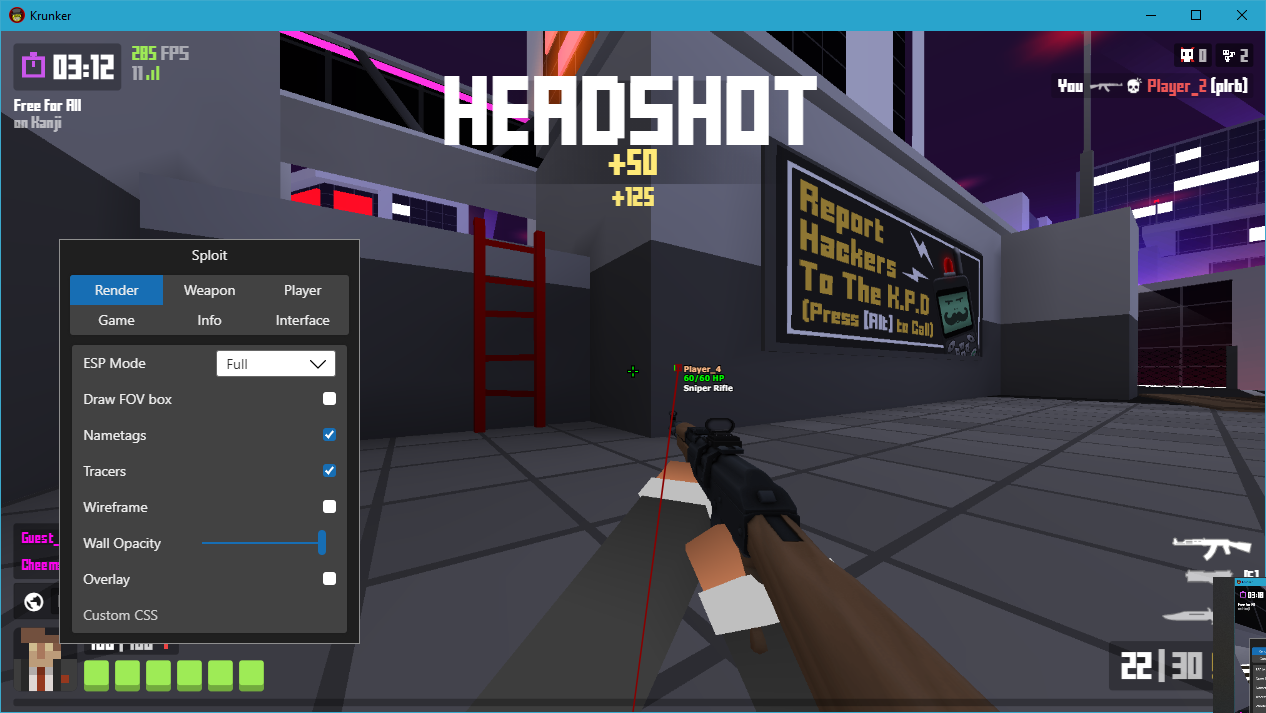 Krunker
03:12
285 FPS
11
Free For All
on Kanji
HEADSHOT
+50
+125
0
2
You
Player_2 [plrb]
Report
Hackers
To The K.P.D
(Press [Alt] to Call)
Sploit
Render
Weapon
Player
Game
Info
Interface
ESP Mode
Full
Draw FOV box
Nametags
Tracers
Wireframe
Wall Opacity
Overlay
Custom CSS
Player_4
60/60 HP
Sniper Rifle
Guest_
Cheem
22|30